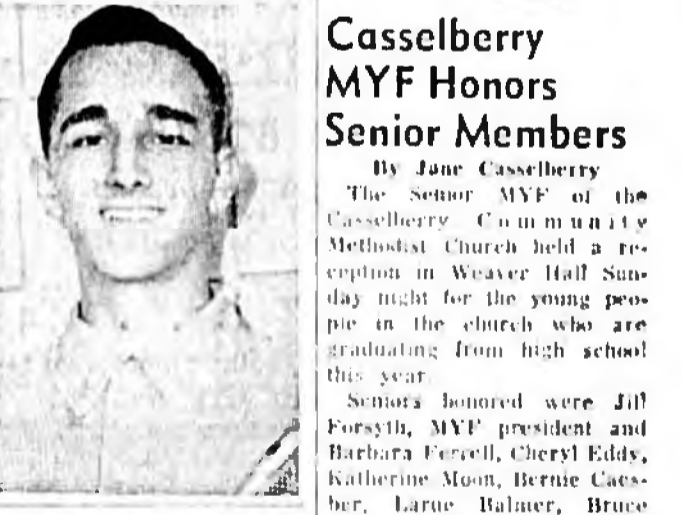 Casselberry
MYF Honors
Senior Members
By Jane Casselberry
The Senior MYF of the
Casselberry Community
Methodist Church held a re-
ception in Weaver Hall Sun-
day night for the young peo-
ple in the church who are
graduating from high school
this year.
Seniors honored were Jill
Forsyth, MYF president and
Barbara Ferrell, Cheryl Eddy,
Katherine Moon, Bernie Caes-
ber, Larue Balmer, Bruce